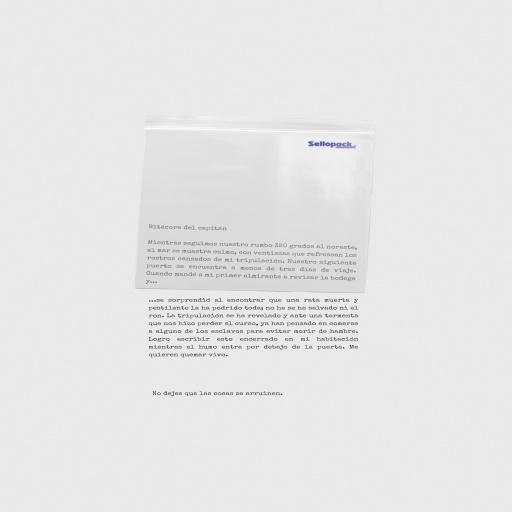 Sellopack
Bitácora del capitán
Mientras seguimos nuestro rumbo 320 grados al noreste,
el mar se muestra calmo, con ventiscas que refrescan los
rostros cansados de mi tripulación. Nuestro siguiente
puerto se encuentra a menos de tres días de viaje.
Cuando mandé a mi primer almirante a revisar la bodega
y...
...se sorprendió al encontrar que una rata muerta y
pestilente la ha podrido todo; no he se ha salvado ni el
ron. La tripulación se ha revelado y ante una tormenta
que nos hizo perder el curso, ya han pensado en comerse
a alguno de los esclavos para evitar morir de hambre.
Logro escribir esto encerrado en mi habitación
mientras el humo entra por debajo de la puerta. Me
quieren quemar vivo.
No dejes que las cosas se arruinen.